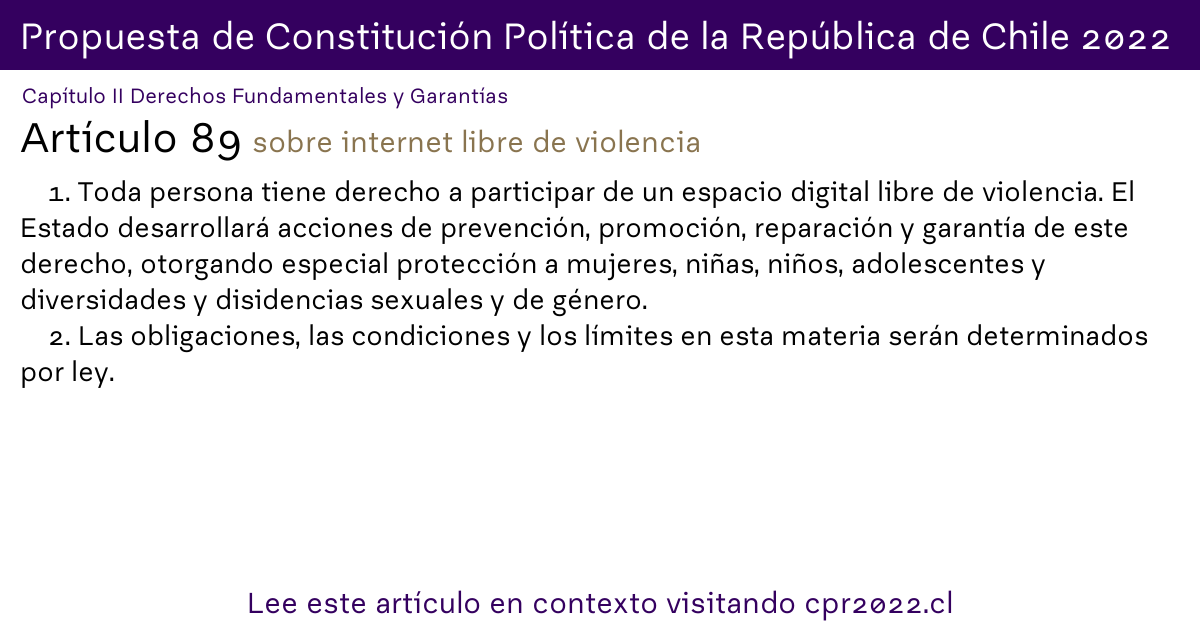 Propuesta de Constitución Política de la República de Chile 2022
Capítulo II Derechos Fundamentales y Garantías
Artículo 89 sobre internet libre de violencia
1. Toda persona tiene derecho a participar de un espacio digital libre de violencia. El
Estado desarrollará acciones de prevención, promoción, reparación y garantía de este
derecho, otorgando especial protección a mujeres, niñas, niños, adolescentes y
diversidades y disidencias sexuales y de género.
2. Las obligaciones, las condiciones y los límites en esta materia serán determinados
por ley.
Lee este artículo en contexto visitando cpr2022.cl